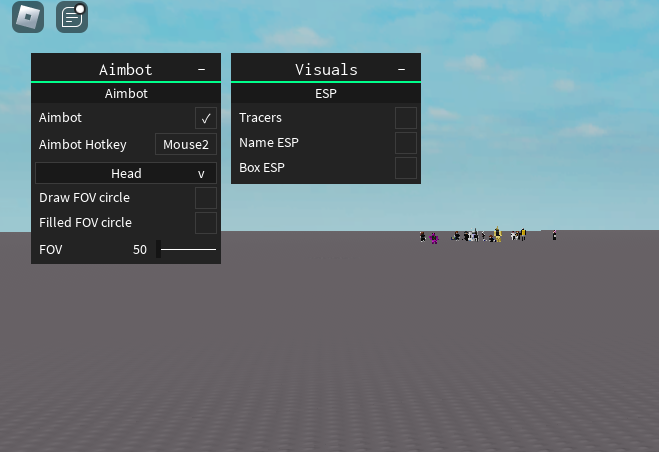 Aimbot −
Aimbot
Aimbot ✓
Aimbot Hotkey Mouse2
Head v
Draw FOV circle
Filled FOV circle
FOV 50
Visuals −
ESP
Tracers
Name ESP
Box ESP